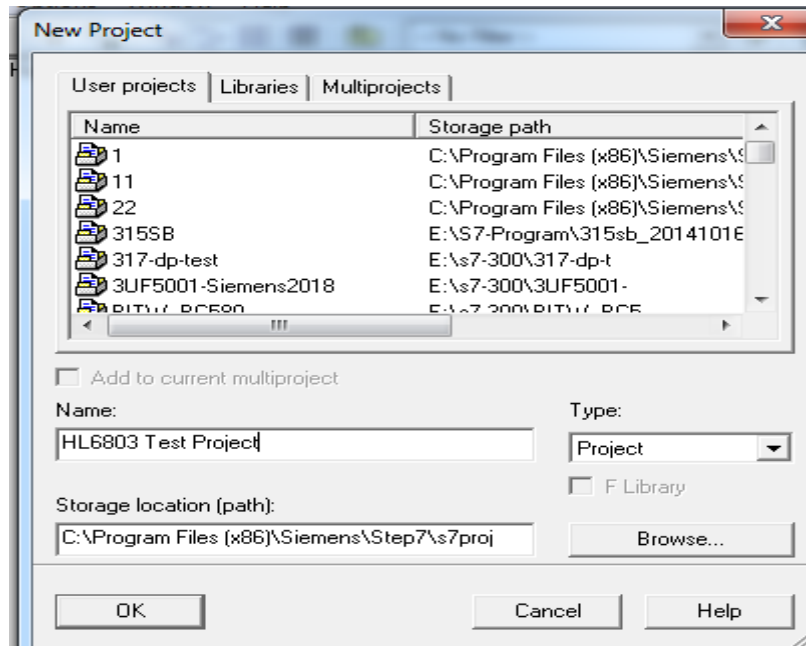 New Project
User projects
Libraries
Multiprojects
Name Storage path
1 C:\Program Files (x86)\Siemens\S
11 C:\Program Files (x86)\Siemens\S
22 C:\Program Files (x86)\Siemens\S
315SB E:\S7-Program\315sb_20141016
317-dp-test E:\s7-300\317-dp-t
3UF5001-Siemens2018 E:\s7-300\3UF5001-
Add to current multiproject
Name:
Type:
HL6803 Test Project
Project
F Library
Storage location (path):
C:\Program Files (x86)\Siemens\Step7\s7proj
Browse...
OK
Cancel
Help